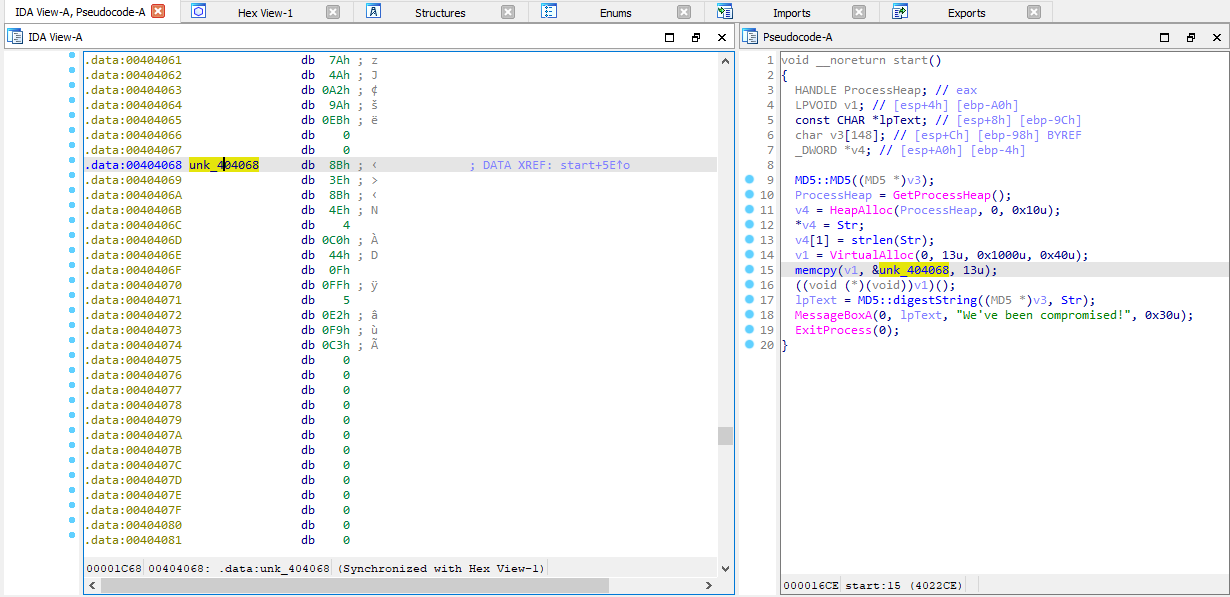 IDA View-A, Pseudocode-A
Hex View-1
Structures
Enums
Imports
Exports
IDA View-A
.data:00404061 db 7Ah ; z
.data:00404062 db 4Ah ; J
.data:00404063 db 0A2h ; ¢
.data:00404064 db 9Ah ; š
.data:00404065 db 0EBh ; ë
.data:00404066 db 0
.data:00404067 db 0
.data:00404068 unk_404068 db 8Bh ; ‹ ; DATA XREF: start+5E↑o
.data:00404069 db 3Eh ; >
.data:0040406A db 8Bh ; ‹
.data:0040406B db 4Eh ; N
.data:0040406C db 4
.data:0040406D db 0C0h ; À
.data:0040406E db 44h ; D
.data:0040406F db 0Fh
.data:00404070 db 0FFh ; ÿ
.data:00404071 db 5
.data:00404072 db 0E2h ; â
.data:00404073 db 0F9h ; ù
.data:00404074 db 0C3h ; Ã
.data:00404075 db 0
.data:00404076 db 0
.data:00404077 db 0
.data:00404078 db 0
.data:00404079 db 0
.data:0040407A db 0
.data:0040407B db 0
.data:0040407C db 0
.data:0040407D db 0
.data:0040407E db 0
.data:0040407F db 0
.data:00404080 db 0
.data:00404081 db 0
00001C68 00404068: .data:unk_404068 (Synchronized with Hex View-1)
Pseudocode-A
1 void __noreturn start()
2 {
3 HANDLE ProcessHeap; // eax
4 LPVOID v1; // [esp+4h] [ebp-A0h]
5 const CHAR *lpText; // [esp+8h] [ebp-9Ch]
6 char v3[148]; // [esp+Ch] [ebp-98h] BYREF
7 _DWORD *v4; // [esp+A0h] [ebp-4h]
8
9 MD5::MD5((MD5 *)v3);
10 ProcessHeap = GetProcessHeap();
11 v4 = HeapAlloc(ProcessHeap, 0, 0x10u);
12 *v4 = Str;
13 v4[1] = strlen(Str);
14 v1 = VirtualAlloc(0, 13u, 0x1000u, 0x40u);
15 memcpy(v1, &unk_404068, 13u);
16 ((void (*)(void))v1)();
17 lpText = MD5::digestString((MD5 *)v3, Str);
18 MessageBoxA(0, lpText, "We've been compromised!", 0x30u);
19 ExitProcess(0);
20 }
000016CE start:15 (4022CE)